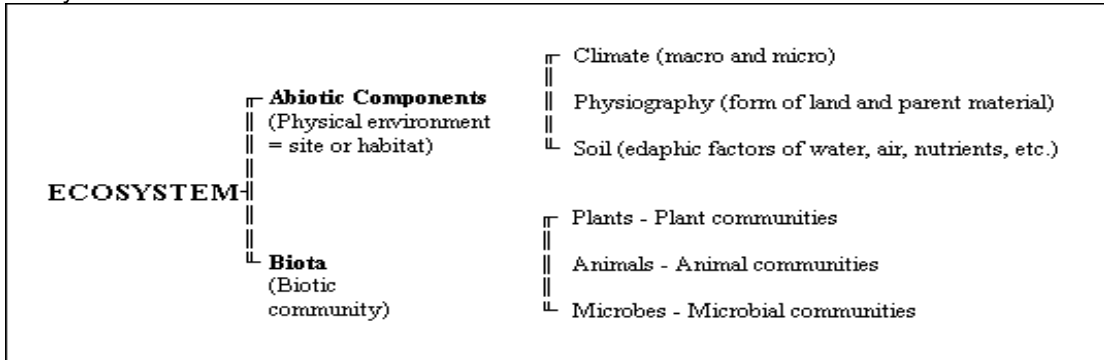 Climate (macro and micro)
Abiotic Components
(Physical environment
= site or habitat)
Physiography (form of land and parent material)
Soil (edaphic factors of water, air, nutrients, etc.)
ECOSYSTEM
Plants - Plant communities
Biota
(Biotic
community)
Animals - Animal communities
Microbes - Microbial communities